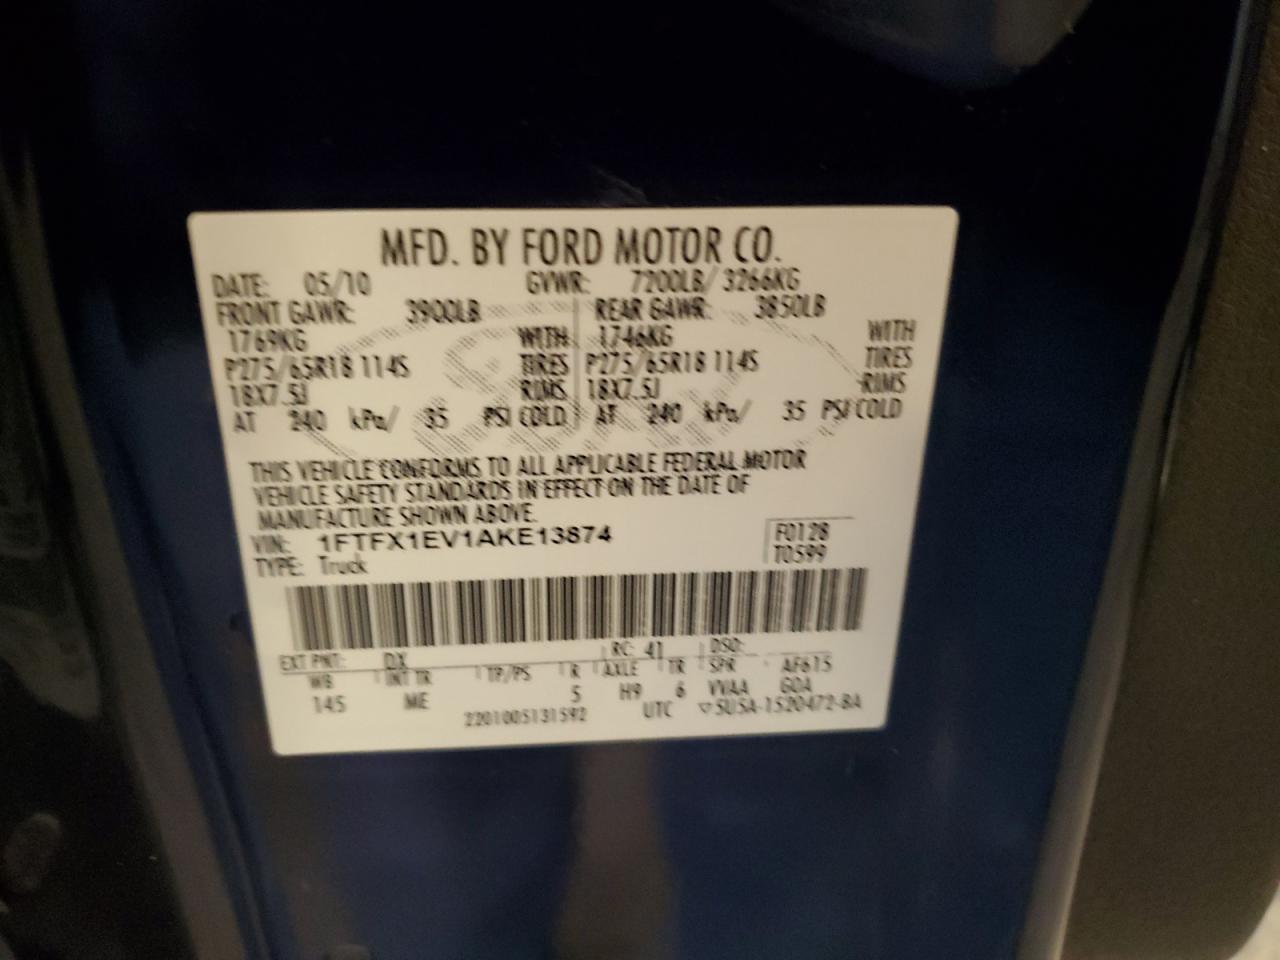 MFD. BY FORD MOTOR CO.
DATE: 05/10 GVWR: 7200LB/ 3266KG
FRONT GAWR: 3900LB REAR GAWR: 3850LB
1769KG WITH 1746KG WITH
P275/65R18 114S TIRES P275/65R18 114S TIRES
18X7.5J RIMS 18X7.5J RIMS
AT 240 kPa/ 35 PSI COLD AT 240 kPa/ 35 PSI COLD
THIS VEHICLE CONFORMS TO ALL APPLICABLE FEDERAL MOTOR
VEHICLE SAFETY STANDARDS IN EFFECT ON THE DATE OF
MANUFACTURE SHOWN ABOVE.
VIN: 1FTFX1EV1AKE13874 F0128
TYPE: Truck T0599
EXT PNT: DX RC: 41 DSO:
WB INT TR TP/PS R AXLE TR SPR AF615
145 ME 5 H9 6 VVAA GOA
2201005131592 UTC ▽5U5A-1520472-BA